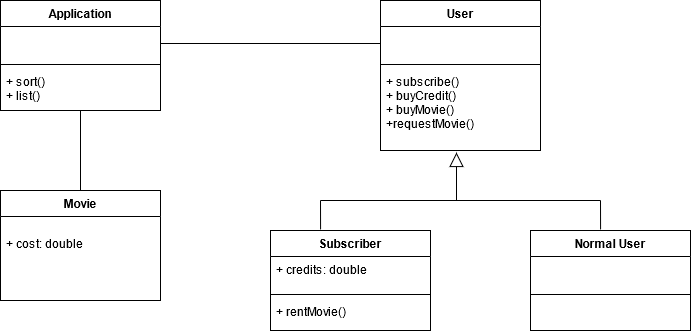 Application
+ sort()
+ list()
User
+ subscribe()
+ buyCredit()
+ buyMovie()
+requestMovie()
Movie
+ cost: double
Subscriber
+ credits: double
+ rentMovie()
Normal User